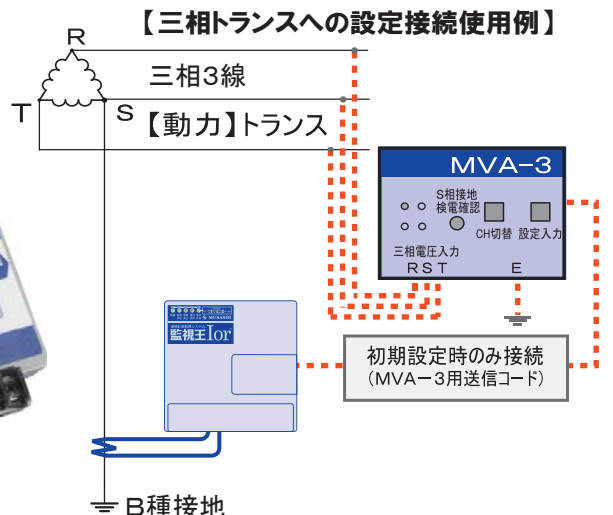 【三相トランスへの設定接続使用例】
R
三相3線
T
S
【動力】トランス
MVA-3
S相接地
検電確認
CH切替
設定入力
三相電圧入力
R S T
E
MUSASHI
監視王Ior
初期設定時のみ接続
(MVA-3用送信コード)
B種接地